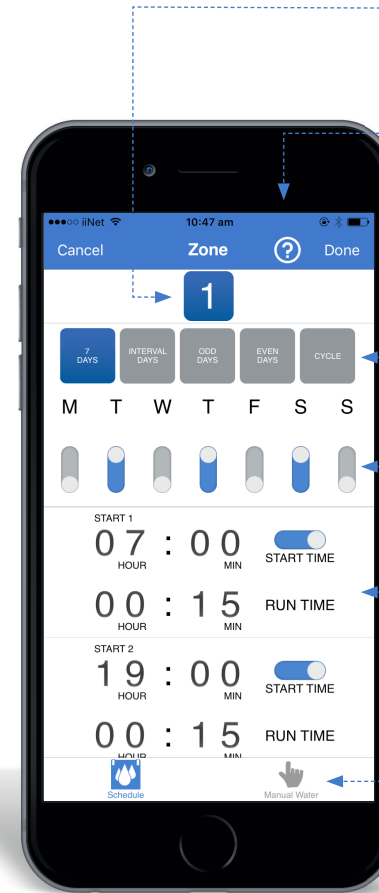 iiNet 10:47 am
Cancel Zone ? Done
1
7 DAYS INTERVAL DAYS ODD DAYS EVEN DAYS CYCLE
M T W T F S S
START 1
07 : 00 START TIME
HOUR MIN
00 : 15 RUN TIME
HOUR MIN
START 2
19 : 00 START TIME
HOUR MIN
00 : 15 RUN TIME
HOUR MIN
Schedule Manual Water